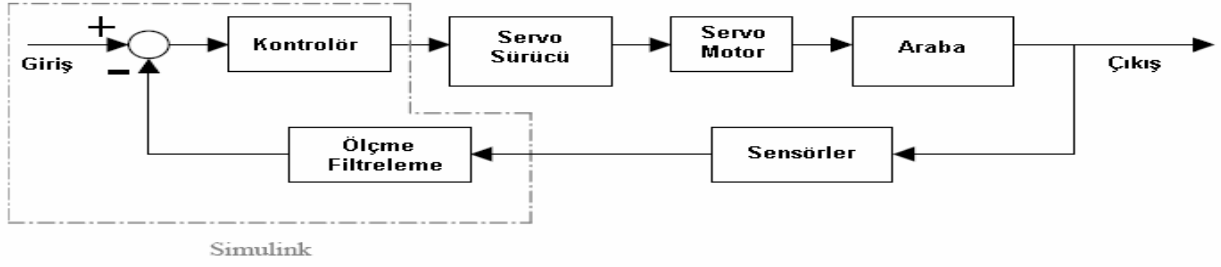 +
Giriş
−
Kontrolör
Servo
Sürücü
Servo
Motor
Araba
Çıkış
Ölçme
Filtreleme
Sensörler
Simulink